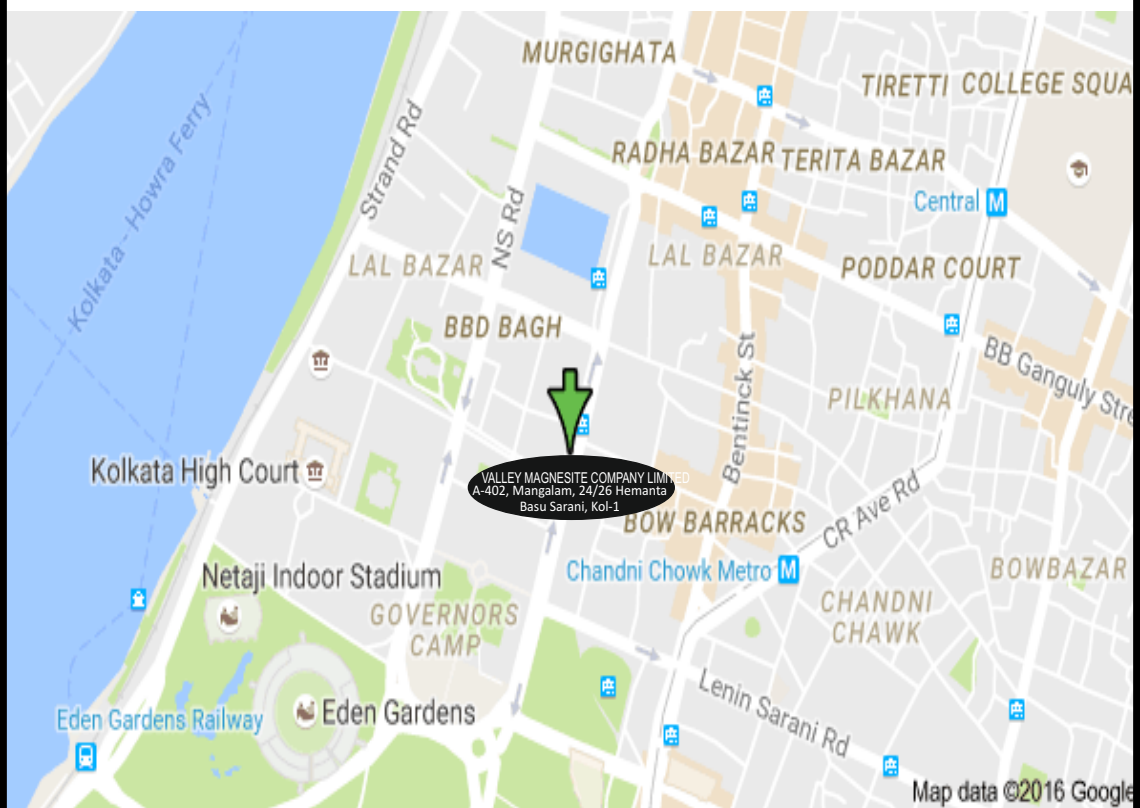 MURGIGHATA
TIRETTI
COLLEGE SQUA
Kolkata - Howra Ferry
Strand Rd
RADHA BAZAR
TERITA BAZAR
Central M
NS Rd
LAL BAZAR
LAL BAZAR
PODDAR COURT
BBD BAGH
BB Ganguly Stre
Bentinck St
PILKHANA
Kolkata High Court
VALLEY MAGNESITE COMPANY LIMITED
A-402, Mangalam, 24/26 Hemanta
Basu Sarani, Kol-1
BOW BARRACKS
CR Ave Rd
Netaji Indoor Stadium
Chandni Chowk Metro M
BOWBAZAR
GOVERNORS
CAMP
CHANDNI
CHAWK
Lenin Sarani Rd
Eden Gardens Railway
Eden Gardens
Map data ©2016 Google